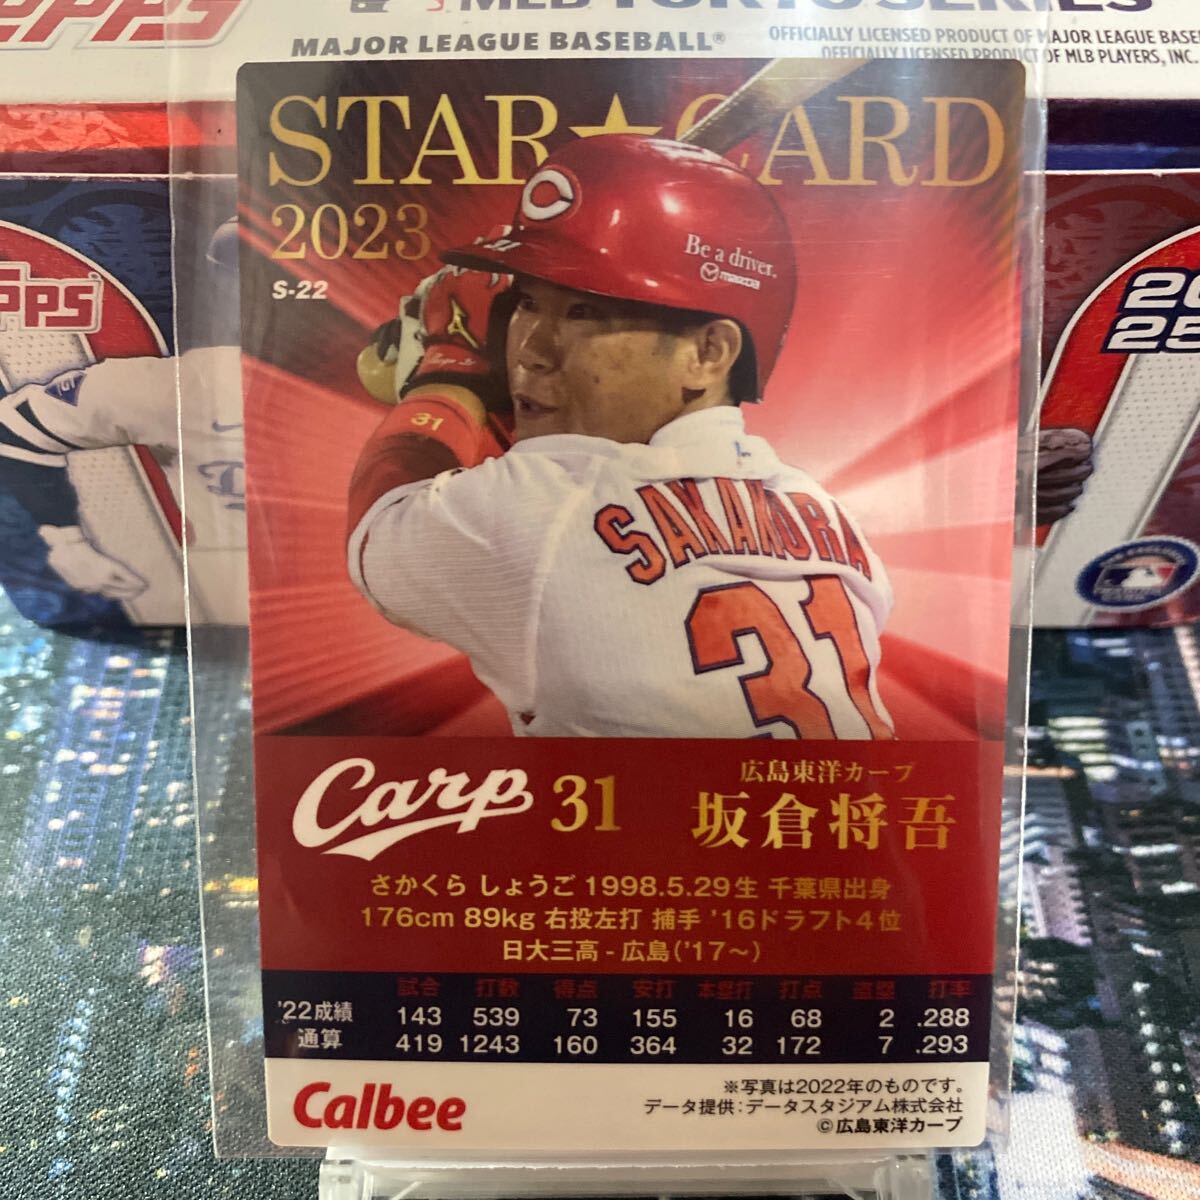 MLB TOKYO SERIES
MAJOR LEAGUE BASEBALL®
OFFICIALLY LICENSED PRODUCT OF MAJOR LEAGUE BASE
OFFICIALLY LICENSED PRODUCT OF MLB PLAYERS, INC.
STAR★CARD
2023
S-22
Be a driver.
mazda
31
SAKAKURA
31
PPS
20
25
Carp 31
広島東洋カープ
坂倉将吾
さかくら しょうご 1998.5.29生 千葉県出身
176cm 89kg 右投左打 捕手 '16ドラフト4位
日大三高-広島('17〜)
試合 打数 得点 安打 本塁打 打点 盗塁 打率
'22成績 143 539 73 155 16 68 2 .288
通算 419 1243 160 364 32 172 7 .293
Calbee
※写真は2022年のものです。
データ提供:データスタジアム株式会社
©広島東洋カープ